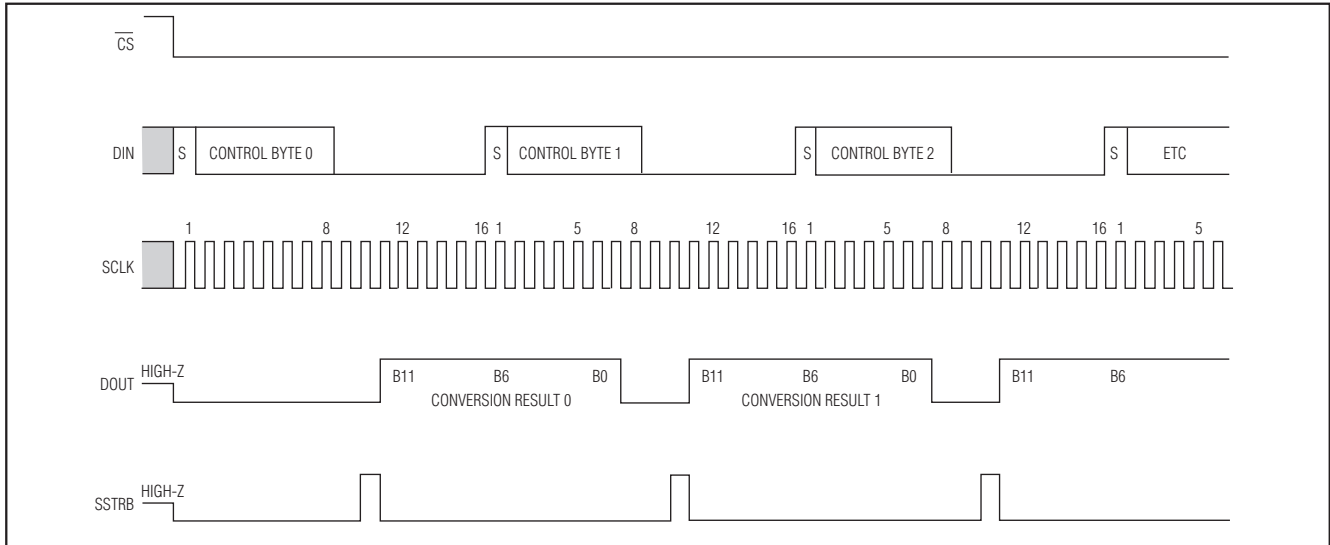 C̅S̅
DIN S CONTROL BYTE 0 S CONTROL BYTE 1 S CONTROL BYTE 2 S ETC
1 8 12 16 1 5 8 12 16 1 5 8 12 16 1 5
SCLK
HIGH-Z
DOUT
B11 B6 B0 B11 B6 B0 B11 B6
CONVERSION RESULT 0 CONVERSION RESULT 1
HIGH-Z
SSTRB